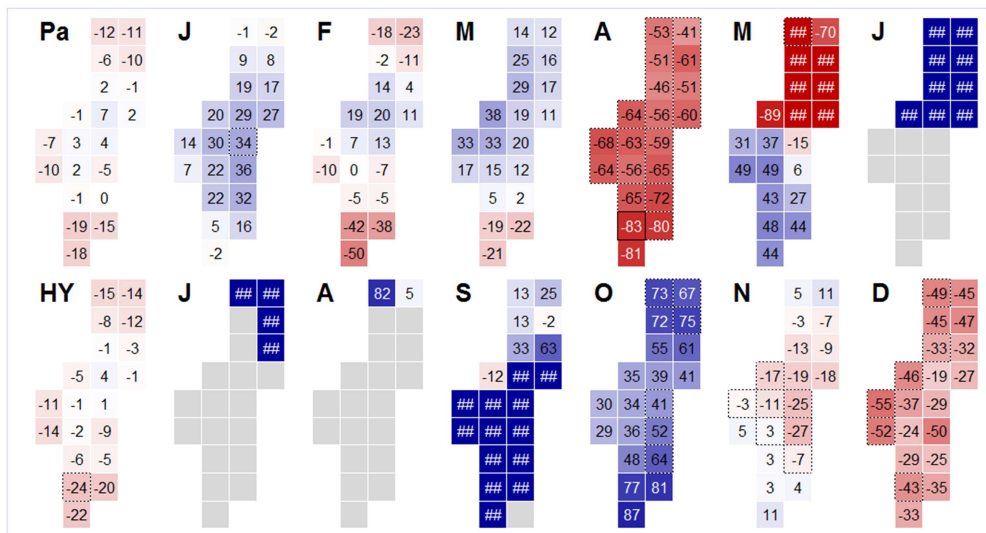 Pa J F M A M J
-12 -11 -1 -2 -18 -23 14 12 -53 -41 ## -70 ## ##
-6 -10 9 8 -2 -11 25 16 -51 -61 ## ## ## ##
2 -1 19 17 14 4 29 17 -46 -51 ## ## ## ##
-1 7 2 20 29 27 19 20 11 38 19 11 -64 -56 -60 -89 ## ## ## ## ##
-7 3 4 14 30 34 -1 7 13 33 33 20 -68 -63 -59 31 37 -15
-10 2 -5 7 22 36 -10 0 -7 17 15 12 -64 -56 -65 49 49 6
-1 0 22 32 -5 -5 5 2 -65 -72 43 27
-19 -15 5 16 -42 -38 -19 -22 -83 -80 48 44
-18 -2 -50 -21 -81 44
HY J A S O N D
-15 -14 ## ## 82 5 13 25 73 67 5 11 -49 -45
-8 -12 ## 13 -2 72 75 -3 -7 -45 -47
-1 -3 ## 33 63 55 61 -13 -9 -33 -32
-5 4 -1 -12 ## ## 35 39 41 -17 -19 -18 -46 -19 -27
-11 -1 1 ## ## ## 30 34 41 -3 -11 -25 -55 -37 -29
-14 -2 -9 ## ## ## 29 36 52 5 3 -27 -52 -24 -50
-6 -5 ## ## 48 64 3 -7 -29 -25
-24 -20 ## ## 77 81 3 4 -43 -35
-22 ## 87 11 -33